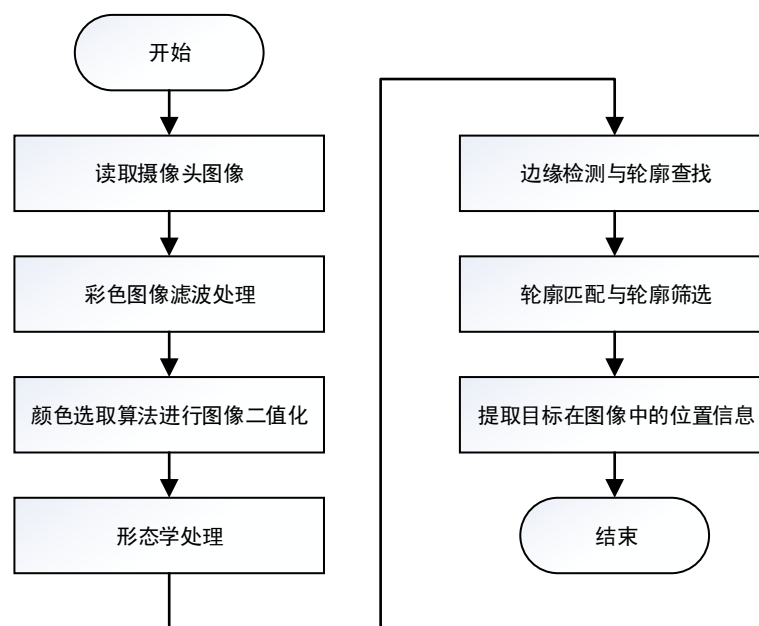 开始
读取摄像头图像
彩色图像滤波处理
颜色选取算法进行图像二值化
形态学处理
边缘检测与轮廓查找
轮廓匹配与轮廓筛选
提取目标在图像中的位置信息
结束